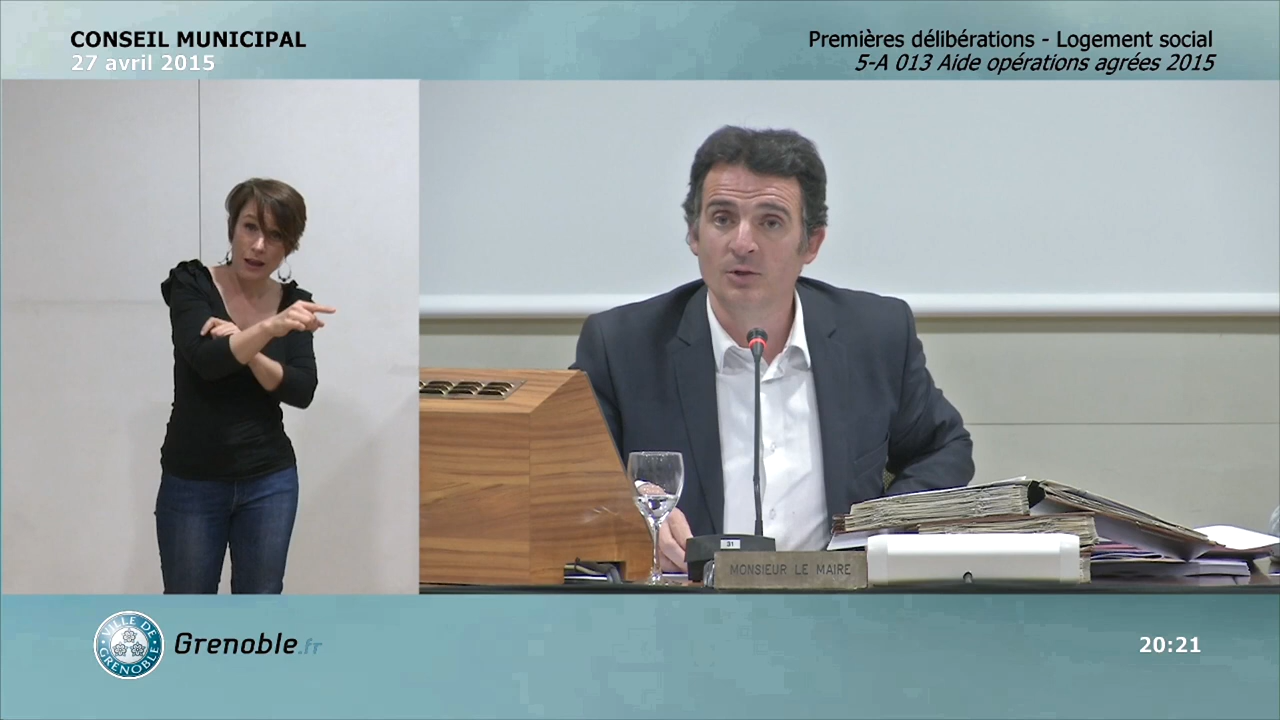 CONSEIL MUNICIPAL
27 avril 2015
Premières délibérations - Logement social
5-A 013 Aide opérations agrées 2015
31
MONSIEUR LE MAIRE
VILLE DE GRENOBLE
Grenoble.fr
20:21